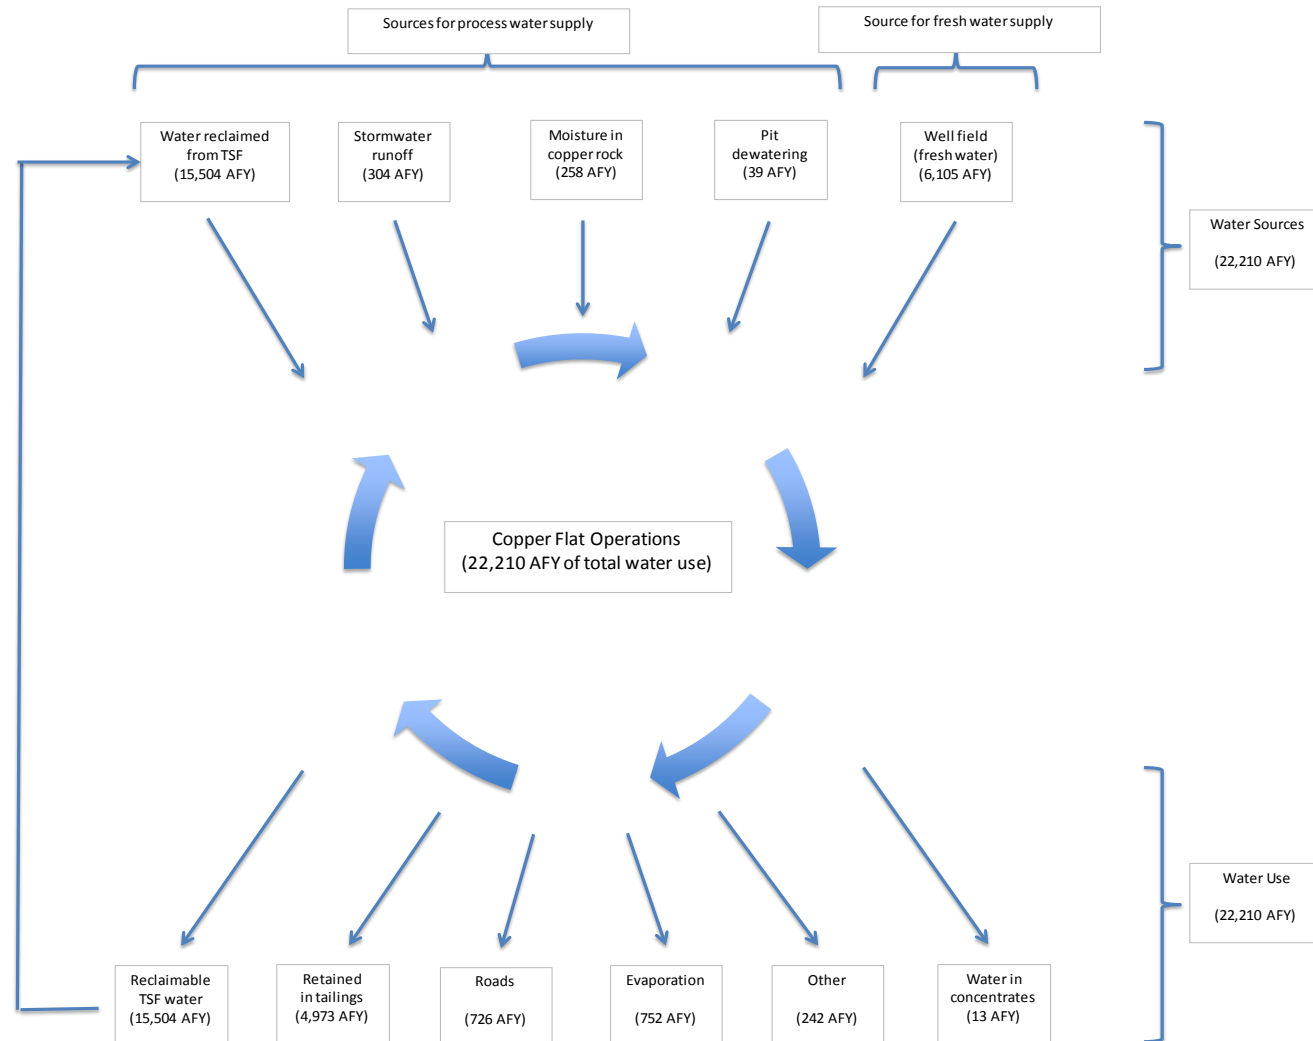 Sources for process water supply
Source for fresh water supply
Water reclaimed
from TSF
(15,504 AFY)
Stormwater
runoff
(304 AFY)
Moisture in
copper rock
(258 AFY)
Pit
dewatering
(39 AFY)
Well field
(fresh water)
(6,105 AFY)
Water Sources
(22,210 AFY)
Copper Flat Operations
(22,210 AFY of total water use)
Water Use
(22,210 AFY)
Reclaimable
TSF water
(15,504 AFY)
Retained
in tailings
(4,973 AFY)
Roads
(726 AFY)
Evaporation
(752 AFY)
Other
(242 AFY)
Water in
concentrates
(13 AFY)